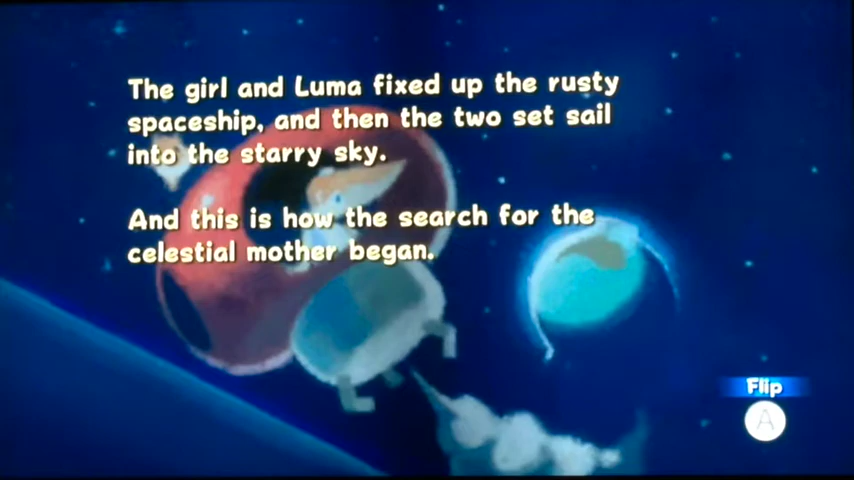 The girl and Luma fixed up the rusty
spaceship, and then the two set sail
into the starry sky.
And this is how the search for the
celestial mother began.
Flip
A